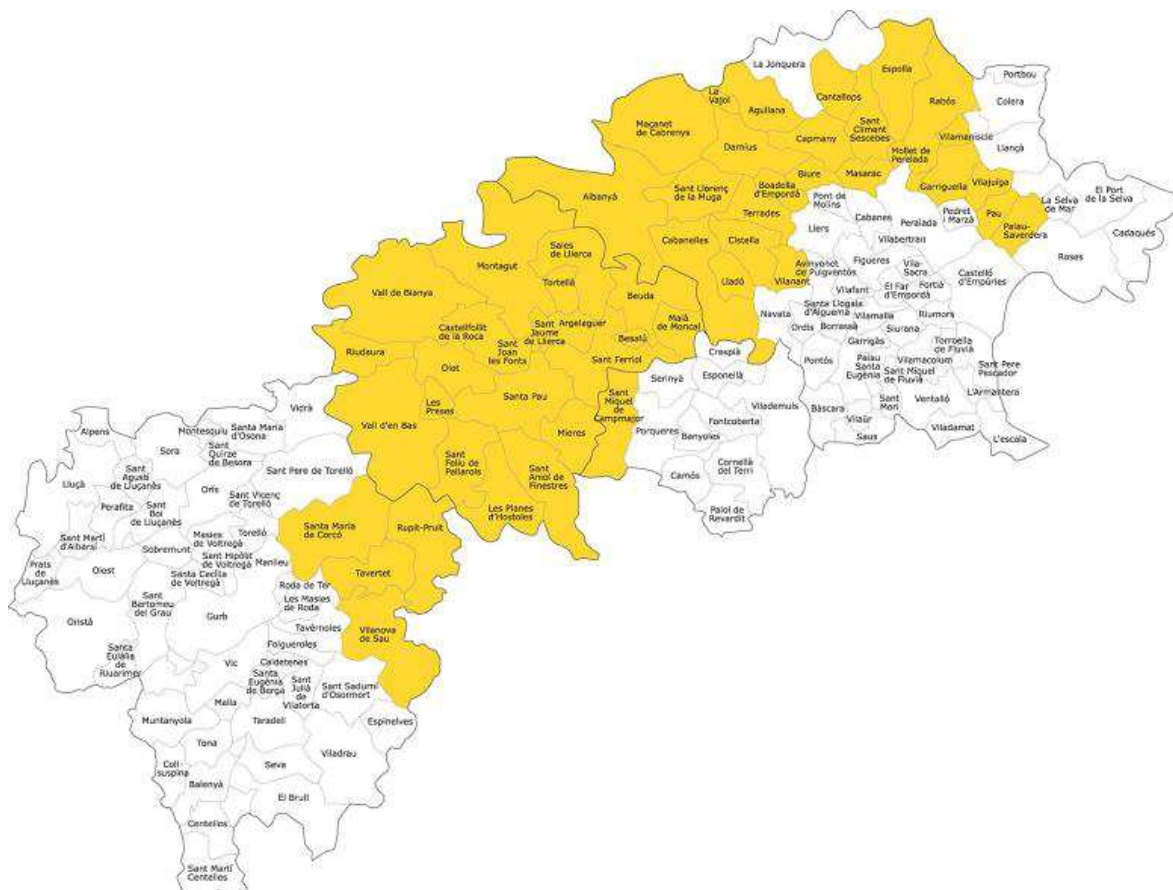 La Jonquera
Espolla
Portbou
Colera
La
Vajol
Agullana
Cantallops
Rabós
Maçanet
de Cabrenys
Sant
Climent
Sescebes
Capmany
Vilamaniscle
Llançà
Darnius
Mollet de
Perelada
Biure
Masarac
Garriguella
Vilajuïga
Albanyà
Sant Llorenç
de la Muga
Boadella
d'Empordà
Pont de
Molins
La Selva
de Mar
El Port
de la Selva
Terrades
Llers
Cabanes
Peralada
Pedret i
Marzà
Pau
Palau-
Saverdera
Cadaqués
Cabanelles
Cistella
Vilabertran
Roses
Sales
de Llierca
Montagut
Avinyonet
de Puigventós
Figueres
Vila-
Sacra
Castelló
d'Empúries
Lladó
Vilanant
Vilafant
El Far
d'Empordà
Fortià
Vall de Bianya
Tortellà
Beuda
Navata
Santa Llogaia
d'Àlguema
Vilamalla
Riumors
Castellfollit
de la Roca
Sant
Jaume
de Llierca
Argelaguer
Maià
de Moncal
Ordis
Borrassà
Siurana
Besalú
Garrigàs
Torroella
de Fluvià
Riudaura
Sant
Joan
les Fonts
Crespià
Pontós
Palau
Santa
Eugènia
Vilamacolum
Sant Pere
Pescador
Olot
Sant Ferriol
Serinyà
Esponellà
Sant Miquel
de Fluvià
L'Armantera
Les
Preses
Santa Pau
Sant
Miquel
de
Campmajor
Vilademuls
Bàscara
Sant
Mori
Ventalló
Vidrà
Vall d'en Bas
Mieres
Porqueres
Fontcoberta
Banyoles
Vilaür
Saus
Viladamat
L'escala
Alpens
Montesquiu
Santa Maria
d'Osona
Sora
Sant
Quirze
de Besora
Sant
Feliu de
Pallarols
Sant
Aniol de
Finestres
Camós
Cornellà
del Terri
Lluçà
Sant
Agustí
de Lluçanès
Sant Pere de Torelló
Orís
Sant Vicenç
de Torelló
Les Planes
d'Hostoles
Palol de
Revardit
Perafita
Sant
Boi
de Lluçanès
Santa Maria
de Corcó
Rupit-Pruit
Sant Martí
d'Albarsí
Masies
de Voltregà
Torelló
Sobremunt
Sant Hipòlit
de Voltregà
Manlleu
Prats
de
Lluçanès
Olost
Santa Cecília
de Voltregà
Tavertet
Roda de Ter
Sant
Bartomeu
del Grau
Les Masies
de Roda
Oristà
Gurb
Tavèrnoles
Vilanova
de Sau
Folgueroles
Santa
Eulàlia
de
Riuarimer
Vic
Caldetenes
Santa
Eugènia
de Berga
Sant
Julià
de
Vilatorta
Sant Sadurní
d'Osormort
Malla
Muntanyola
Taradell
Espinelves
Tona
Viladrau
Coll
suspina
Seva
Balenyà
El Brull
Centelles
Sant Martí
Centelles